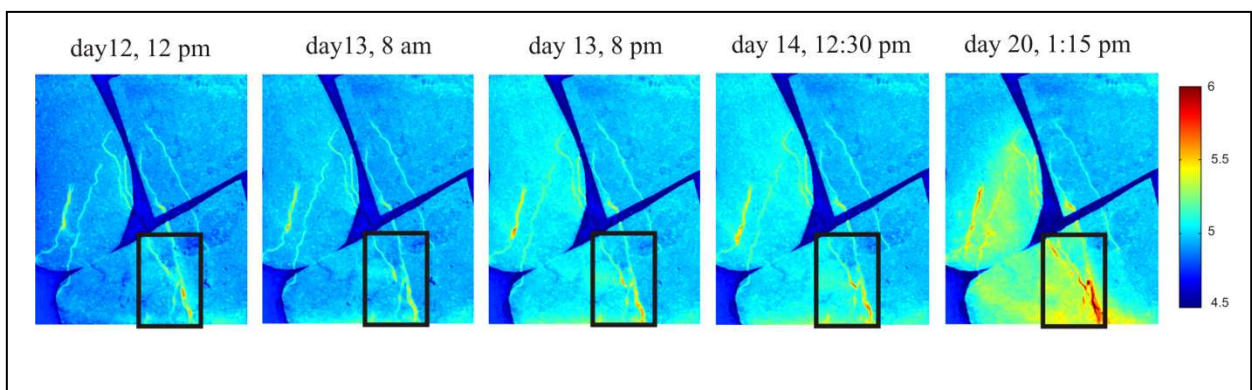 day12, 12 pm
day13, 8 am
day 13, 8 pm
day 14, 12:30 pm
day 20, 1:15 pm
6
5.5
5
4.5